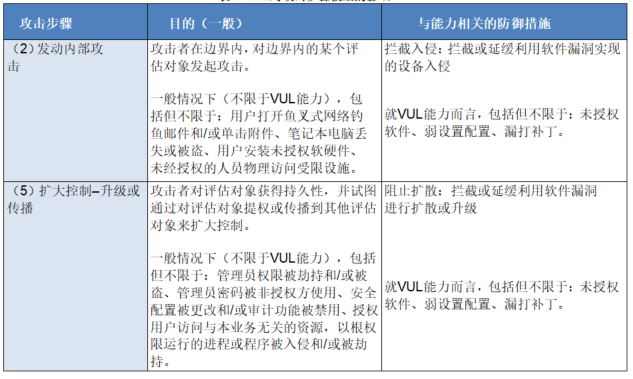 攻击步骤
目的（一般）
与能力相关的防御措施
（2）发动内部攻
击
攻击者在边界内，对边界内的某个评
估对象发起攻击。
一般情况下（不限于VUL能力），包
括但不限于：用户打开鱼叉式网络钓
鱼邮件和/或单击附件、笔记本电脑丢
失或被盗、用户安装未授权软硬件、
未经授权的人员物理访问受限设施。
拦截入侵：拦截或延缓利用软件漏洞实现
的设备入侵
就VUL能力而言，包括但不限于：未授权
软件、弱设置配置、漏打补丁。
（5）扩大控制–升级或
传播
攻击者对评估对象获得持久性，并试图
通过对评估对象提权或传播到其他评估
对象来扩大控制。
一般情况下（不限于VUL能力），包括
但不限于：管理员权限被劫持和/或被
盗、管理员密码被非授权方使用、安全
配置被更改和/或审计功能被禁用、授权
用户访问与本业务无关的资源，以根权
限运行的进程或程序被入侵和/或被劫
持。
阻止扩散：拦截或延缓利用软件漏洞
进行扩散或升级
就VUL能力而言，包括但不限于：未授权
软件、弱设置配置、漏打补丁。